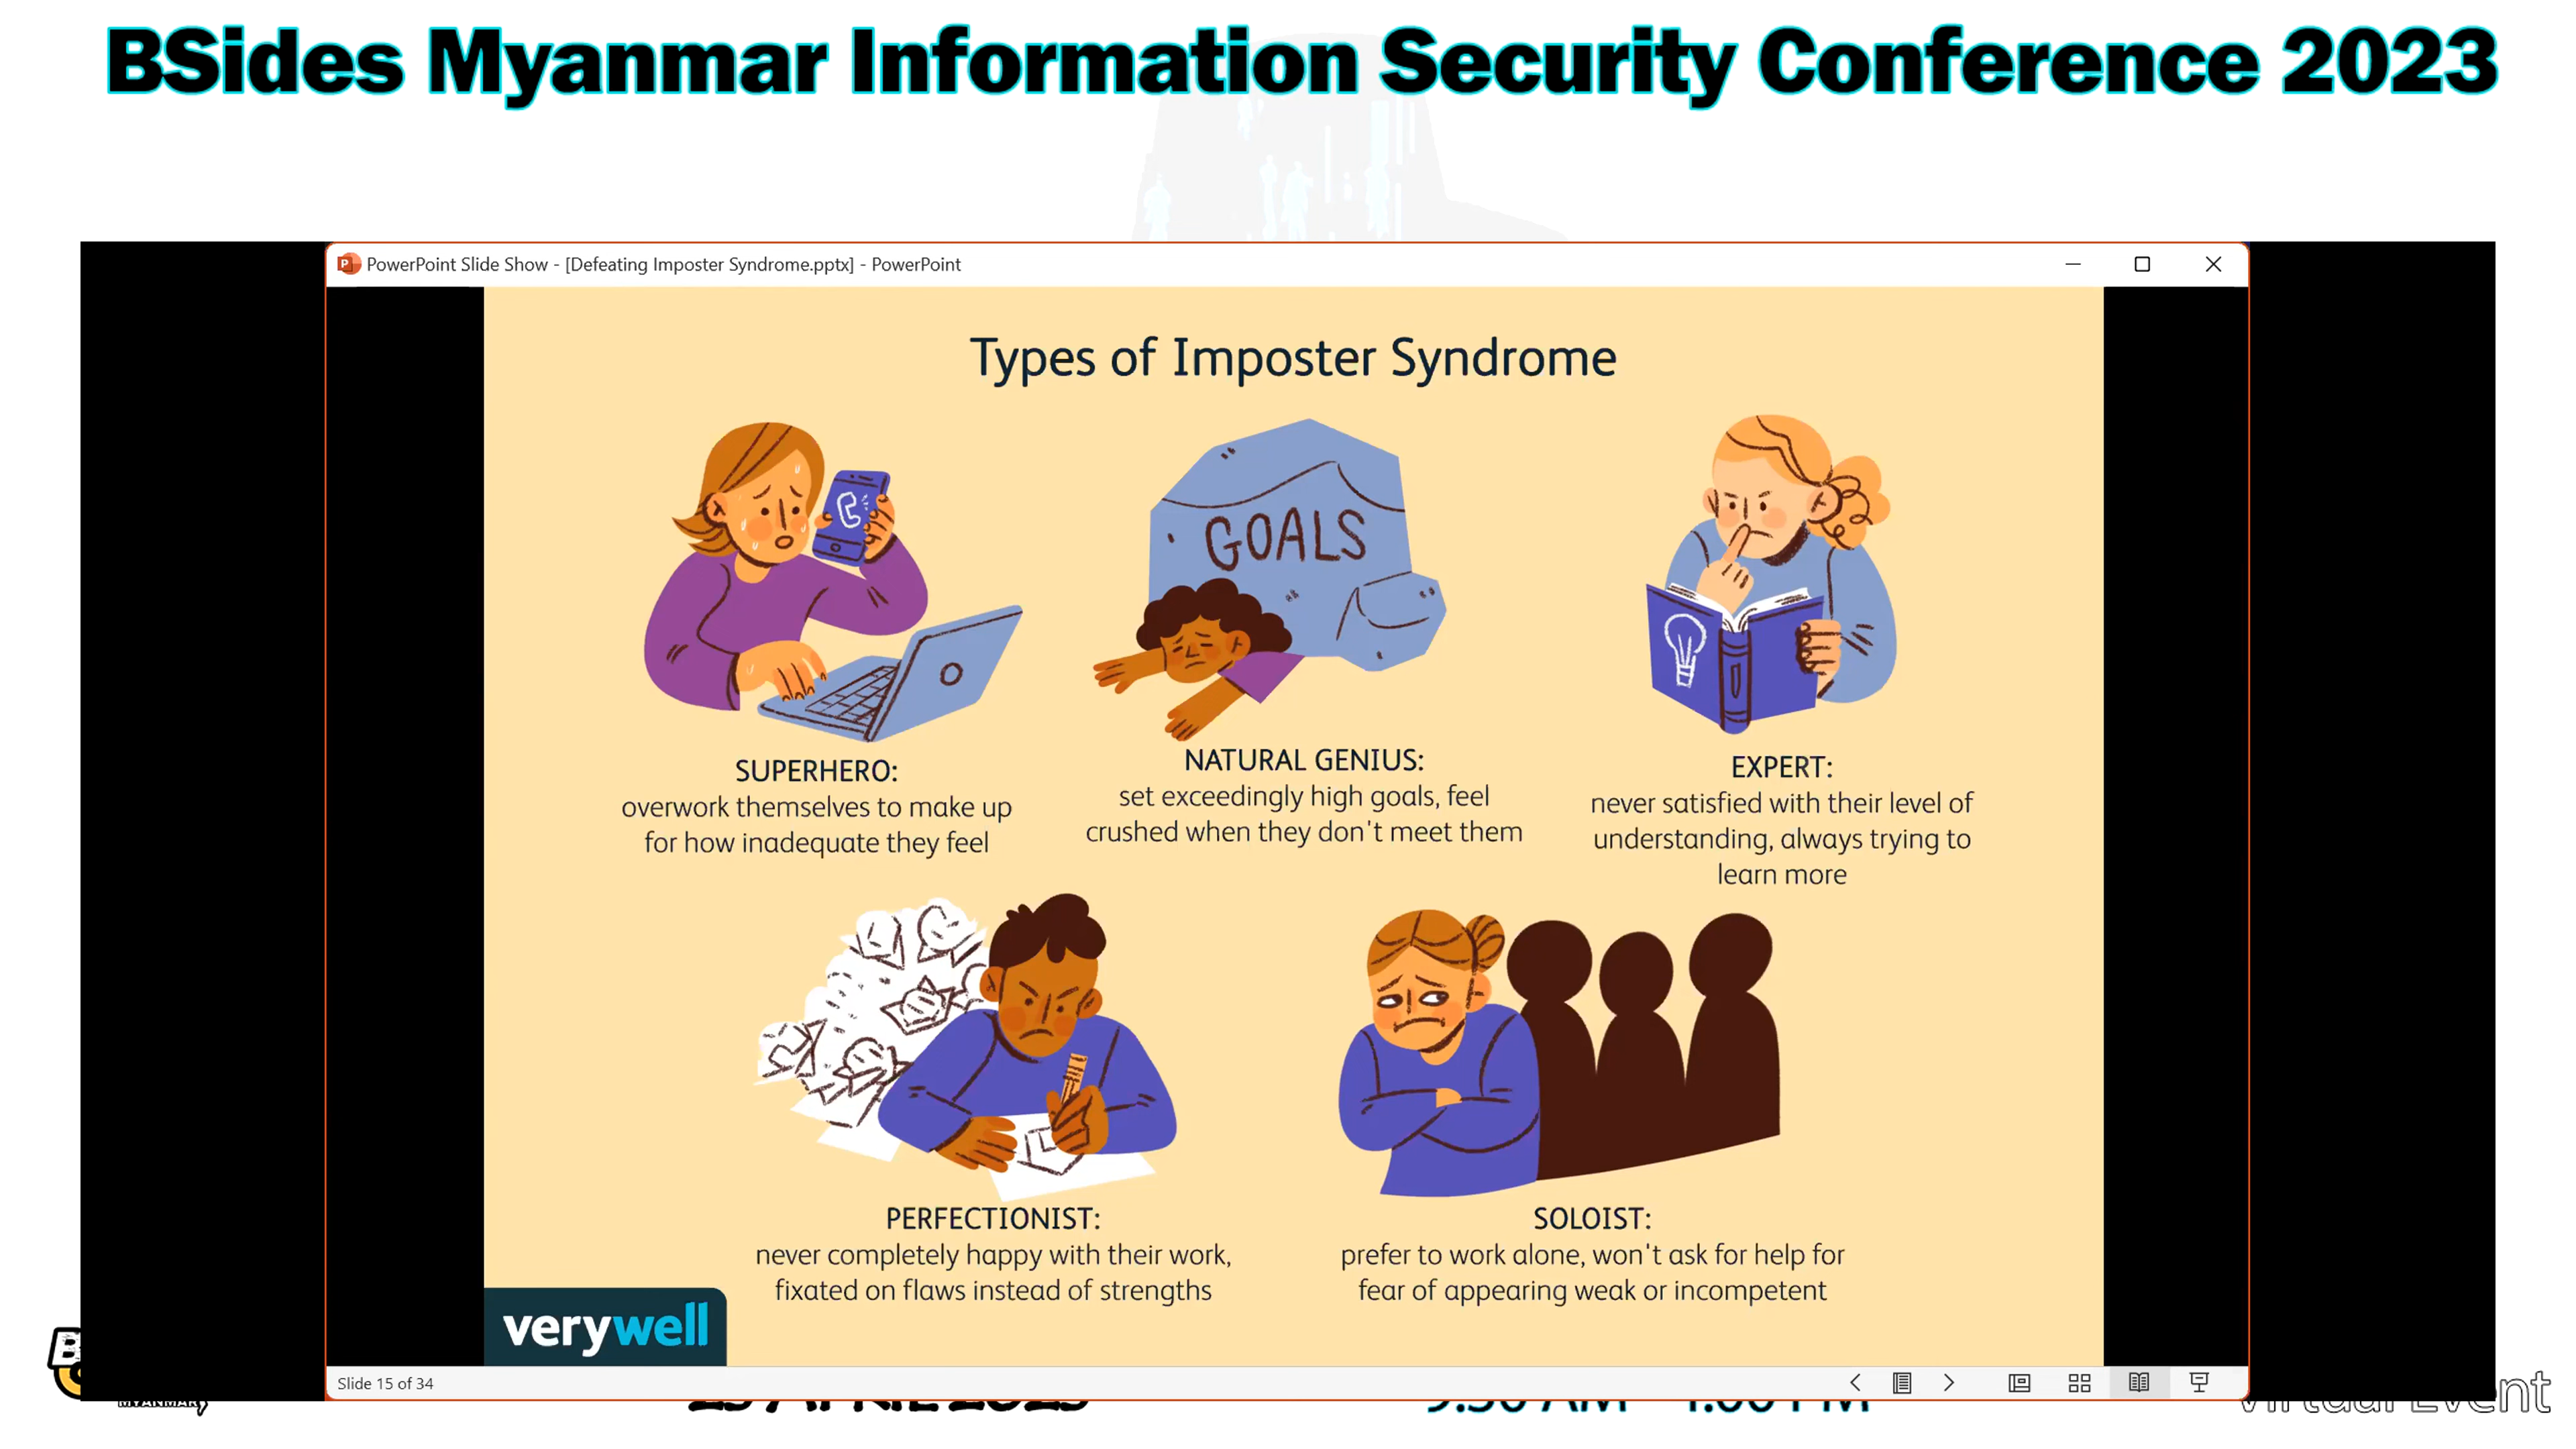 BSides Myanmar Information Security Conference 2023
PowerPoint Slide Show - [Defeating Imposter Syndrome.pptx] - PowerPoint
Types of Imposter Syndrome
GOALS
SUPERHERO:
overwork themselves to make up
for how inadequate they feel
NATURAL GENIUS:
set exceedingly high goals, feel
crushed when they don't meet them
EXPERT:
never satisfied with their level of
understanding, always trying to
learn more
PERFECTIONIST:
never completely happy with their work,
fixated on flaws instead of strengths
SOLOIST:
prefer to work alone, won't ask for help for
fear of appearing weak or incompetent
verywell
Slide 15 of 34
MYANMAR